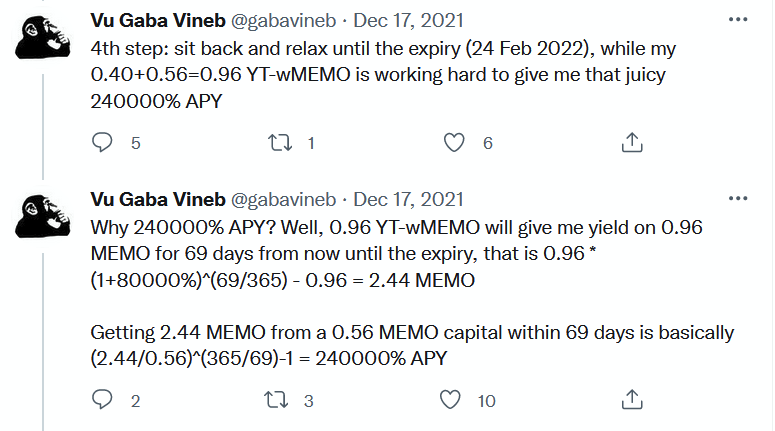 Vu Gaba Vineb @gabavineb · Dec 17, 2021
4th step: sit back and relax until the expiry (24 Feb 2022), while my
0.40+0.56=0.96 YT-wMEMO is working hard to give me that juicy
240000% APY
5 1 6
Vu Gaba Vineb @gabavineb · Dec 17, 2021
Why 240000% APY? Well, 0.96 YT-wMEMO will give me yield on 0.96
MEMO for 69 days from now until the expiry, that is 0.96 *
(1+80000%)^(69/365) - 0.96 = 2.44 MEMO
Getting 2.44 MEMO from a 0.56 MEMO capital within 69 days is basically
(2.44/0.56)^(365/69)-1 = 240000% APY
2 3 10